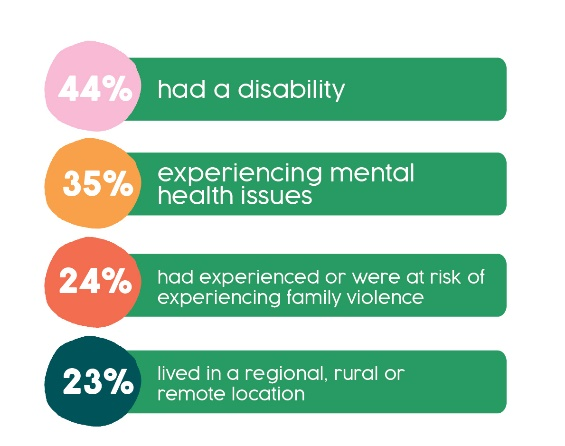 44% had a disability
35% experiencing mental
health issues
24% had experienced or were at risk of
experiencing family violence
23% lived in a regional, rural or
remote location